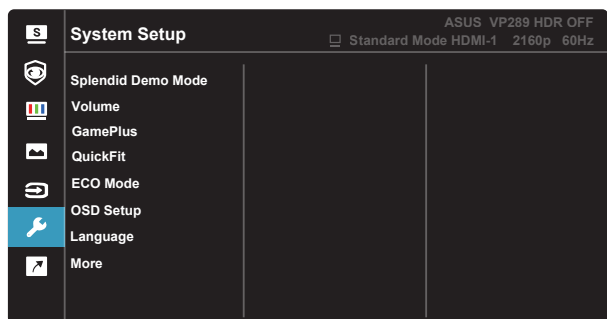 S
System Setup
ASUS VP289 HDR OFF
Standard Mode HDMI-1 2160p 60Hz
Splendid Demo Mode
Volume
GamePlus
QuickFit
ECO Mode
OSD Setup
Language
More